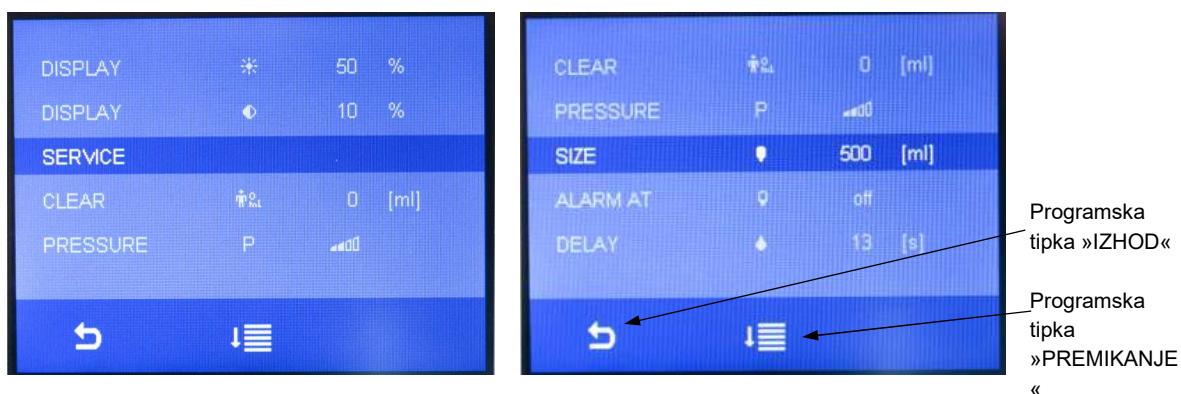 DISPLAY 50 %
DISPLAY 10 %
SERVICE
CLEAR 0 [ml]
PRESSURE P
CLEAR 0 [ml]
PRESSURE P
SIZE 500 [ml]
ALARM AT off
DELAY 13 [s]
Programska
tipka »IZHOD«
Programska
tipka
»PREMIKANJE
«